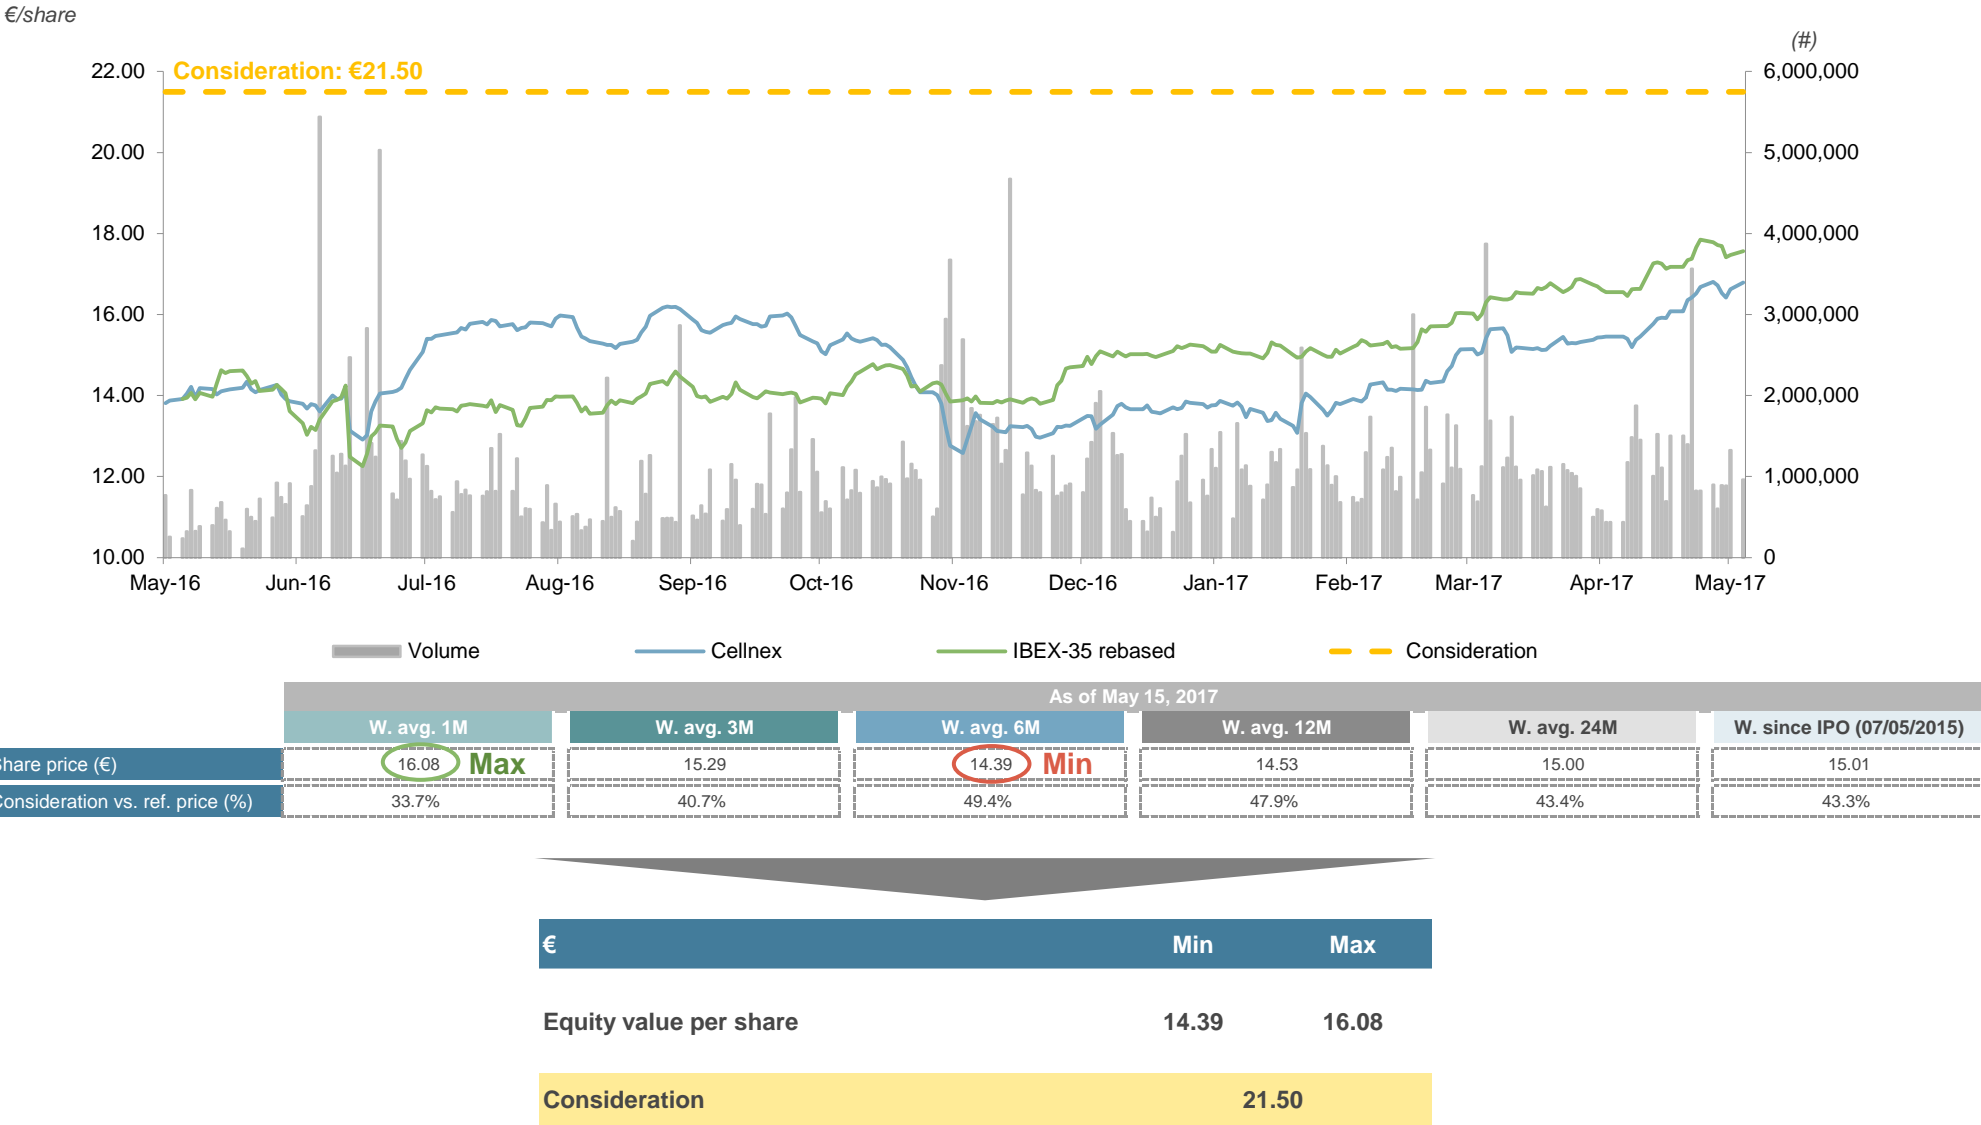 €/share
(#)
Consideration: €21.50
22.00
20.00
18.00
16.00
14.00
12.00
10.00
6,000,000
5,000,000
4,000,000
3,000,000
2,000,000
1,000,000
0
May-16 Jun-16 Jul-16 Aug-16 Sep-16 Oct-16 Nov-16 Dec-16 Jan-17 Feb-17 Mar-17 Apr-17 May-17
Volume Cellnex IBEX-35 rebased Consideration
As of May 15, 2017
W. avg. 1M W. avg. 3M W. avg. 6M W. avg. 12M W. avg. 24M W. since IPO (07/05/2015)
hare price (€) 16.08 Max 15.29 14.39 Min 14.53 15.00 15.01
onsideration vs. ref. price (%) 33.7% 40.7% 49.4% 47.9% 43.4% 43.3%
€ Min Max
Equity value per share 14.39 16.08
Consideration 21.50